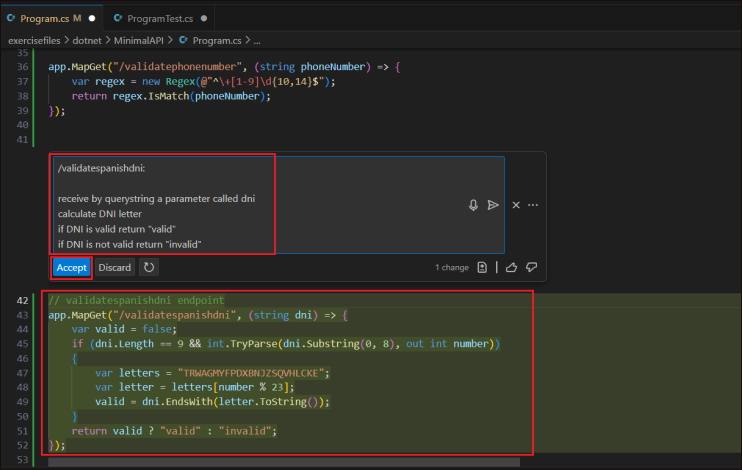 Program.cs M
ProgramTest.cs
exercisefiles > dotnet > MinimalAPI > Program.cs > ...
35
36 app.MapGet("/validatephonenumber", (string phoneNumber) => {
37 var regex = new Regex(@"^\+[1-9]\d{10,14}$");
38 return regex.IsMatch(phoneNumber);
39 });
40
41
/validatespanishdni:
receive by querystring a parameter called dni
calculate DNI letter
if DNI is valid return "valid"
if DNI is not valid return "invalid"
Accept Discard 1 change
42 // validatespanishdni endpoint
43 app.MapGet("/validatespanishdni", (string dni) => {
44 var valid = false;
45 if (dni.Length == 9 && int.TryParse(dni.Substring(0, 8), out int number))
46 {
47 var letters = "TRWAGMYFPDXBNJZSQVHLCKE";
48 var letter = letters[number % 23];
49 valid = dni.EndsWith(letter.ToString());
50 }
51 return valid ? "valid" : "invalid";
52 });
53